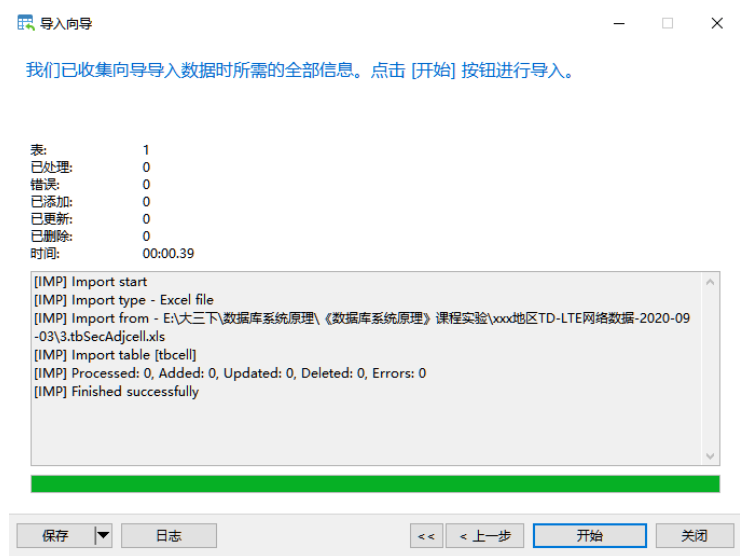 导入向导
我们已收集向导导入数据时所需的全部信息。点击 [开始] 按钮进行导入。
表: 1
已处理: 0
错误: 0
已添加: 0
已更新: 0
已删除: 0
时间: 00:00.39
[IMP] Import start
[IMP] Import type - Excel file
[IMP] Import from - E:\大三下\数据库系统原理\《数据库系统原理》课程实验\xxx地区TD-LTE网络数据-2020-09
-03\3.tbSecAdjcell.xls
[IMP] Import table [tbcell]
[IMP] Processed: 0, Added: 0, Updated: 0, Deleted: 0, Errors: 0
[IMP] Finished successfully
保存 日志 << < 上一步 开始 关闭